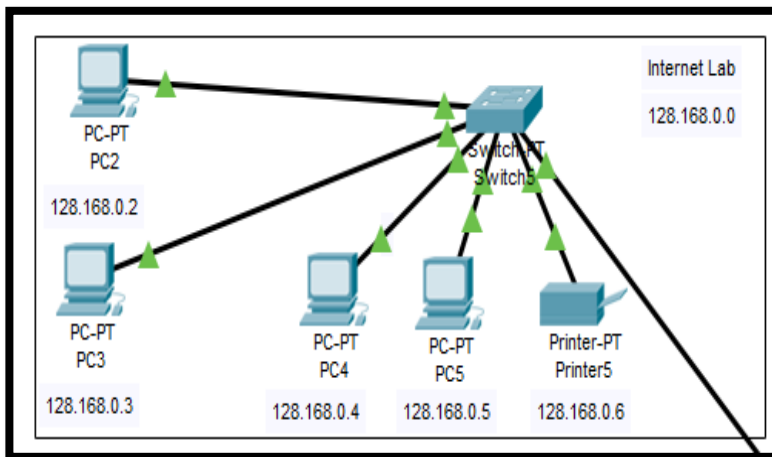 Internet Lab
128.168.0.0
PC-PT
PC2
128.168.0.2
Switch-PT
Switch5
PC-PT
PC3
128.168.0.3
PC-PT
PC4
128.168.0.4
PC-PT
PC5
128.168.0.5
Printer-PT
Printer5
128.168.0.6